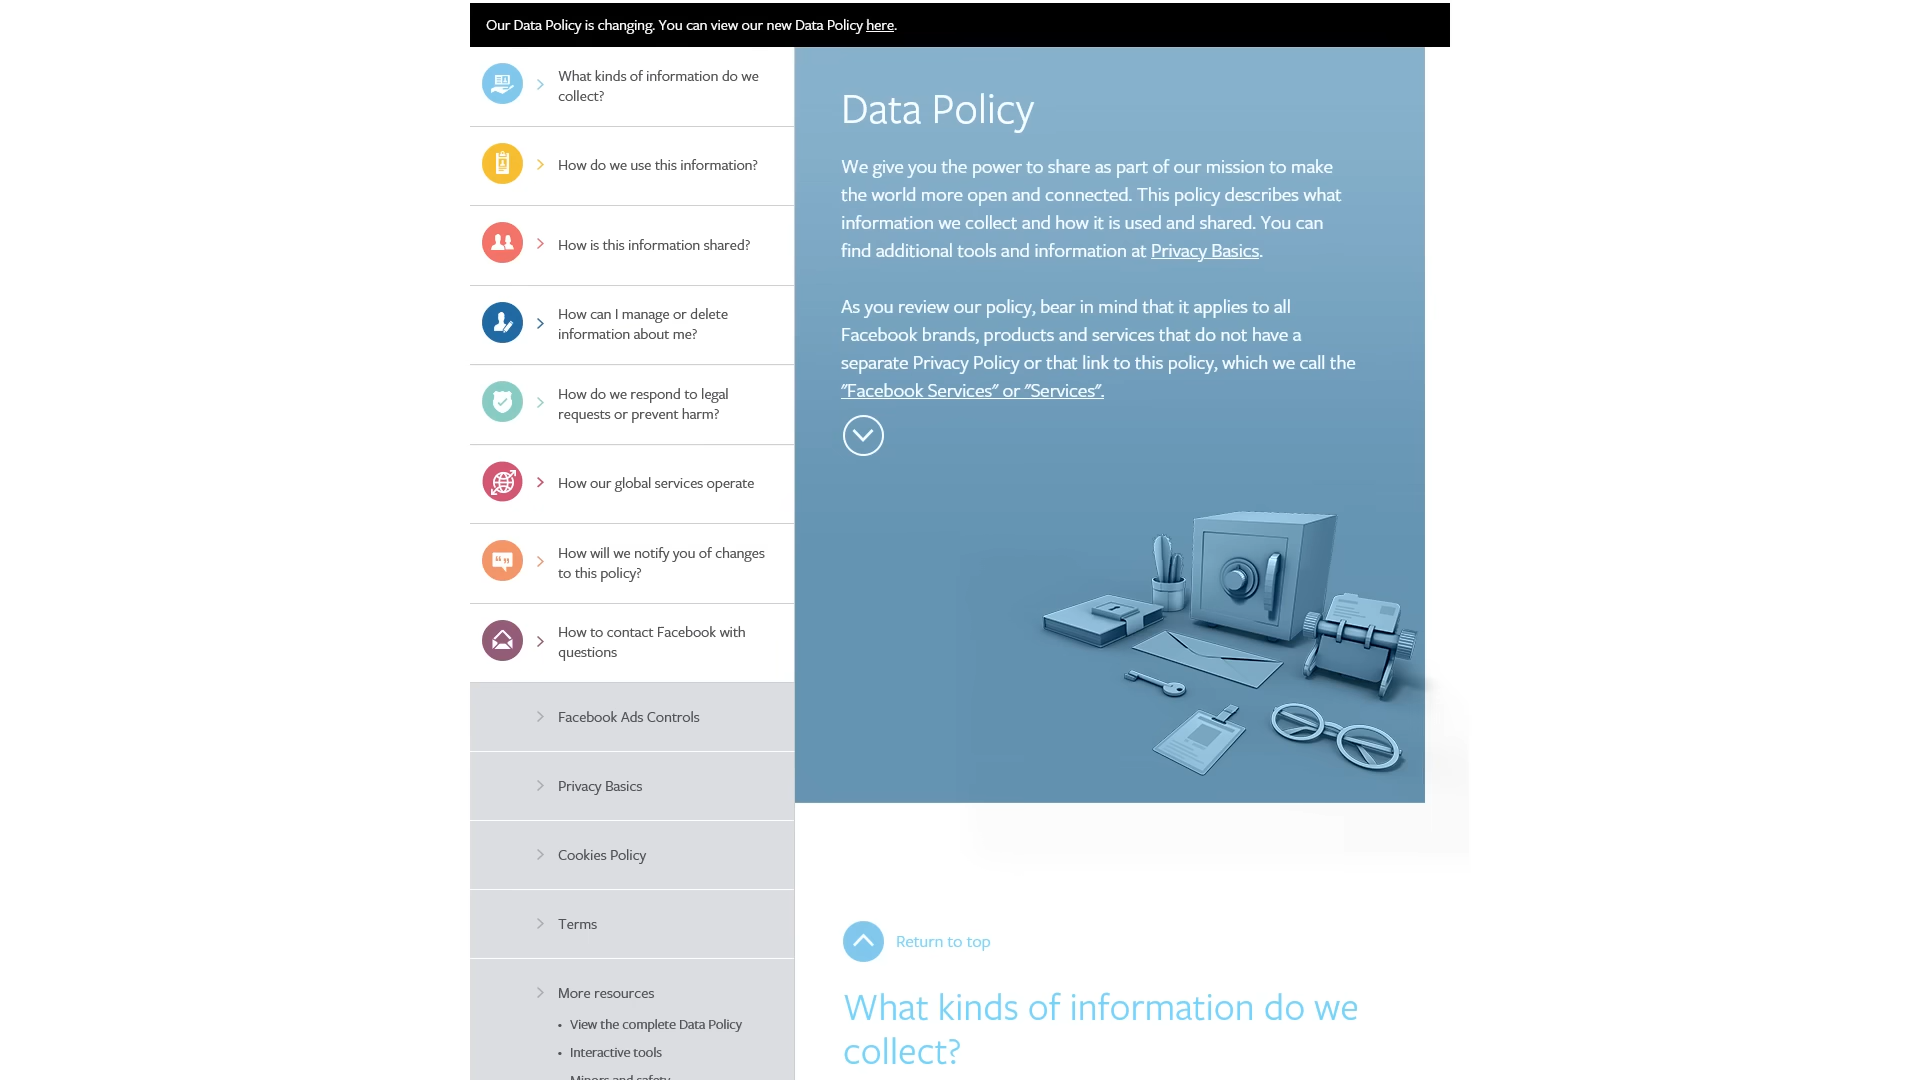 Our Data Policy is changing. You can view our new Data Policy here.
What kinds of information do we
collect?
How do we use this information?
How is this information shared?
How can I manage or delete
information about me?
How do we respond to legal
requests or prevent harm?
How our global services operate
How will we notify you of changes
to this policy?
How to contact Facebook with
questions
Facebook Ads Controls
Privacy Basics
Cookies Policy
Terms
More resources
• View the complete Data Policy
• Interactive tools
Minors and safety
Data Policy
We give you the power to share as part of our mission to make
the world more open and connected. This policy describes what
information we collect and how it is used and shared. You can
find additional tools and information at Privacy Basics.
As you review our policy, bear in mind that it applies to all
Facebook brands, products and services that do not have a
separate Privacy Policy or that link to this policy, which we call the
"Facebook Services" or "Services".
Return to top
What kinds of information do we
collect?